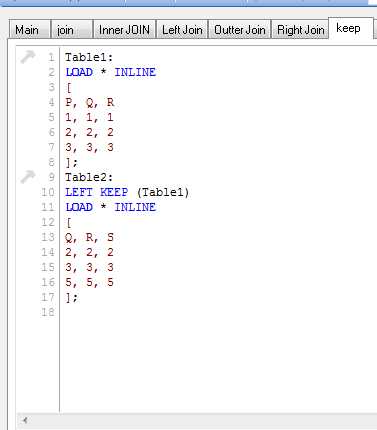 Main join Inner JOIN Left Join Outter Join Right Join keep
1 Table1:
2 LOAD * INLINE
3 [
4 P, Q, R
5 1, 1, 1
6 2, 2, 2
7 3, 3, 3
8 ];
9 Table2:
10 LEFT KEEP (Table1)
11 LOAD * INLINE
12 [
13 Q, R, S
14 2, 2, 2
15 3, 3, 3
16 5, 5, 5
17 ];
18